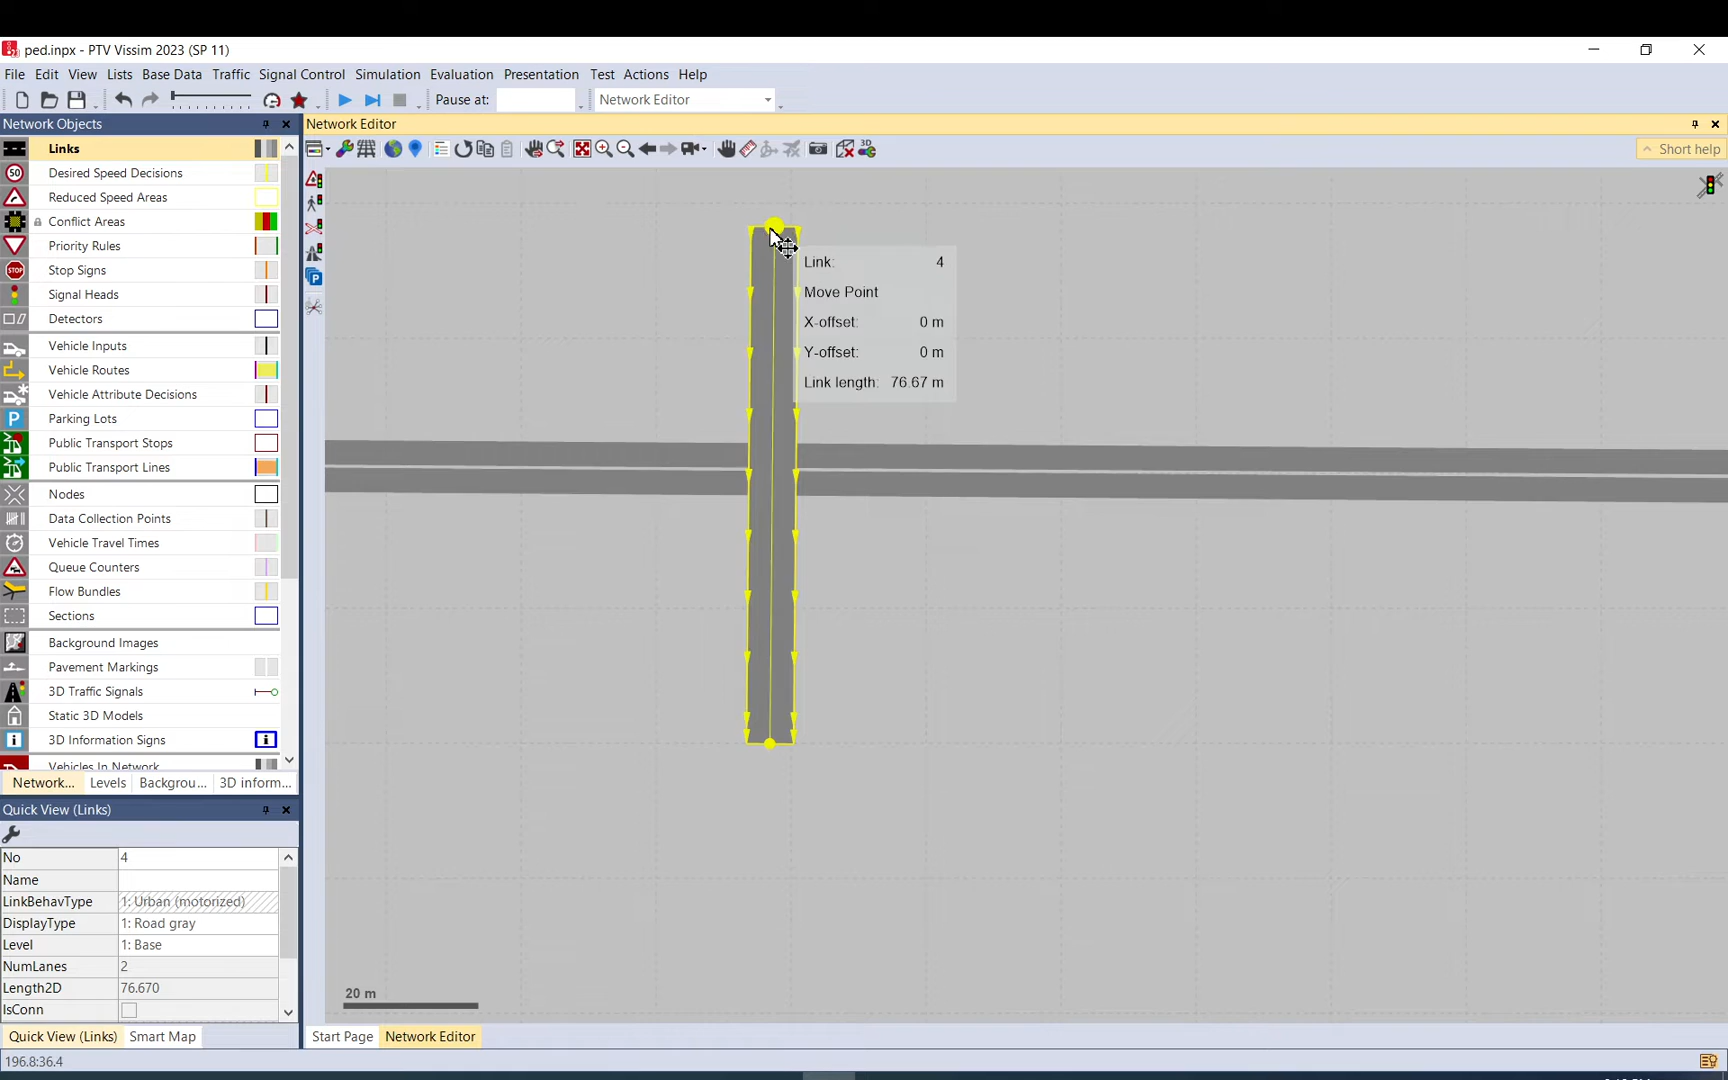 ped.inpx - PTV Vissim 2023 (SP 11)
File Edit View Lists Base Data Traffic Signal Control Simulation Evaluation Presentation Test Actions Help
Pause at: Network Editor
Network Objects
Network Editor
Links
Short help
50 Desired Speed Decisions
Reduced Speed Areas
Conflict Areas
Priority Rules
STOP Stop Signs
Signal Heads
Detectors
Vehicle Inputs
Vehicle Routes
Vehicle Attribute Decisions
P Parking Lots
Public Transport Stops
Public Transport Lines
Nodes
Data Collection Points
Vehicle Travel Times
Queue Counters
Flow Bundles
Sections
Background Images
Pavement Markings
3D Traffic Signals
Static 3D Models
3D Information Signs
Vehicles In Network
Network... Levels Backgrou... 3D inform...
Link: 4
Move Point
X-offset: 0 m
Y-offset: 0 m
Link length: 76.67 m
Quick View (Links)
No 4
Name
LinkBehavType 1: Urban (motorized)
DisplayType 1: Road gray
Level 1: Base
NumLanes 2
Length2D 76.670
IsConn
20 m
Quick View (Links) Smart Map
Start Page Network Editor
196.8:36.4